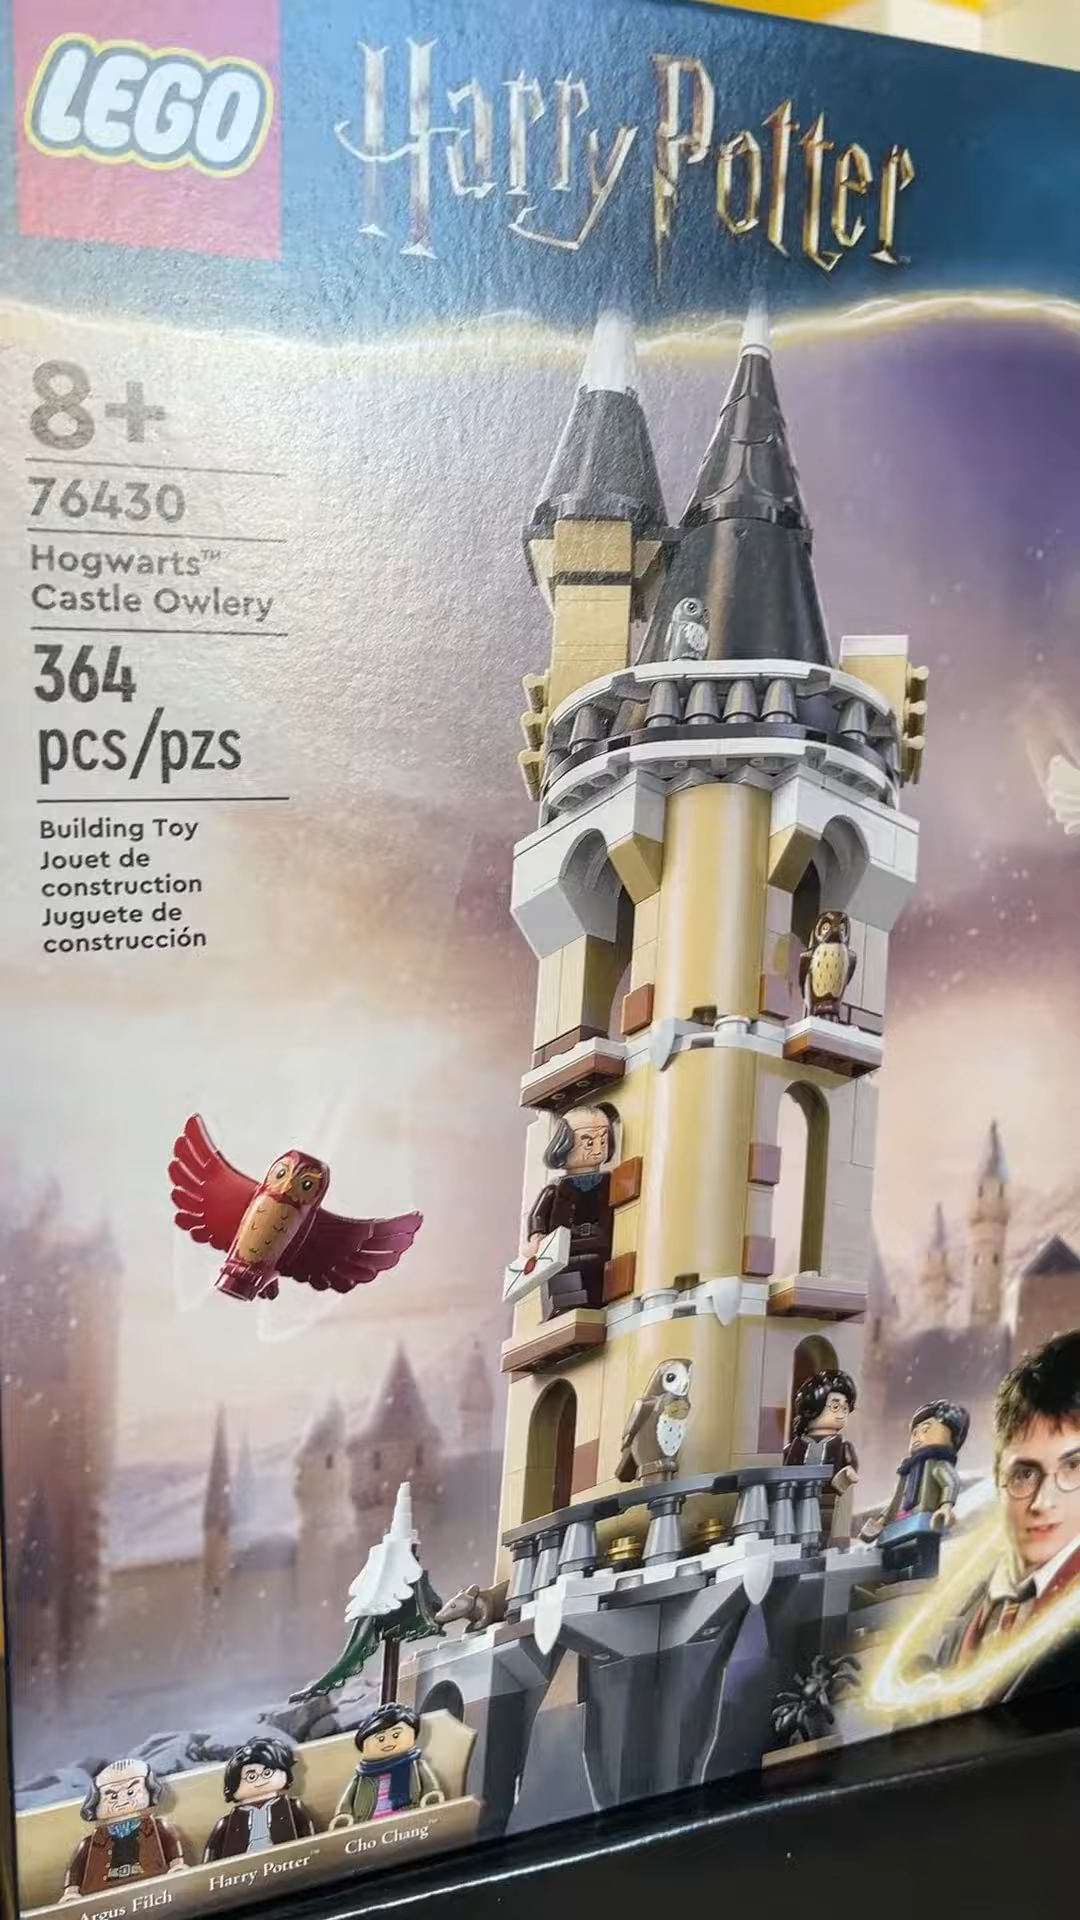 LEGO
Harry Potter
8+
76430
Hogwarts™
Castle Owlery
364
pcs/pzs
Building Toy
Jouet de
construction
Juguete de
construcción
Argus Filch
Harry Potter™
Cho Chang™